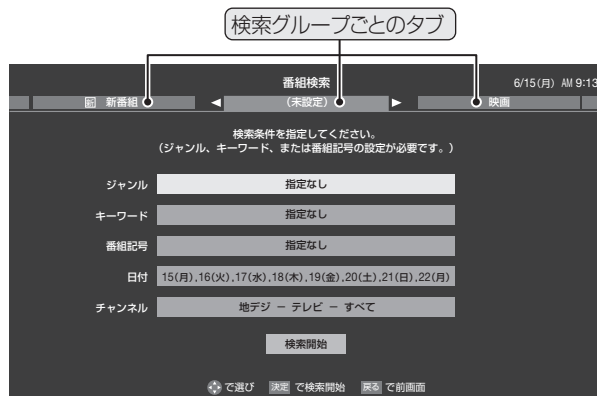 検索グループごとのタブ
番組検索 6/15(月) AM 9:13
新 新番組 ◀ (未設定) ▶ 映画
検索条件を指定してください。
(ジャンル、キーワード、または番組記号の設定が必要です。)
ジャンル 指定なし
キーワード 指定なし
番組記号 指定なし
日付 15(月),16(火),17(水),18(木),19(金),20(土),21(日),22(月)
チャンネル 地デジ － テレビ － すべて
検索開始
で選び 決定 で検索開始 戻る で前画面